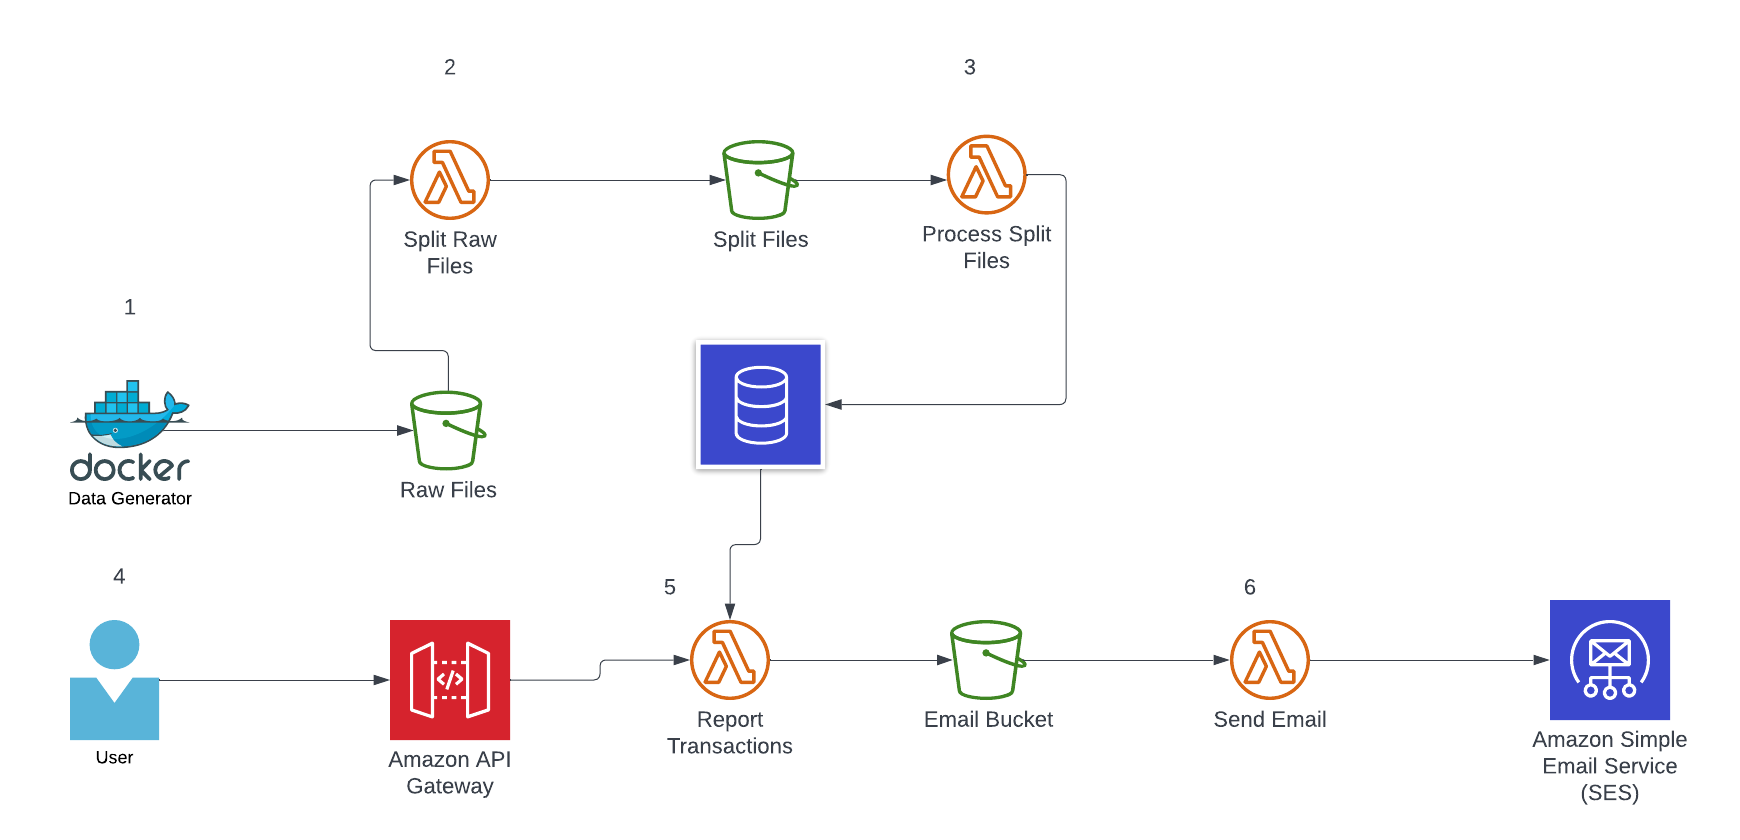 2
3
Split Raw
Files
Split Files
Process Split
Files
1
docker
Data Generator
Raw Files
4
5
6
</>
User
Amazon API
Gateway
Report
Transactions
Email Bucket
Send Email
Amazon Simple
Email Service
(SES)